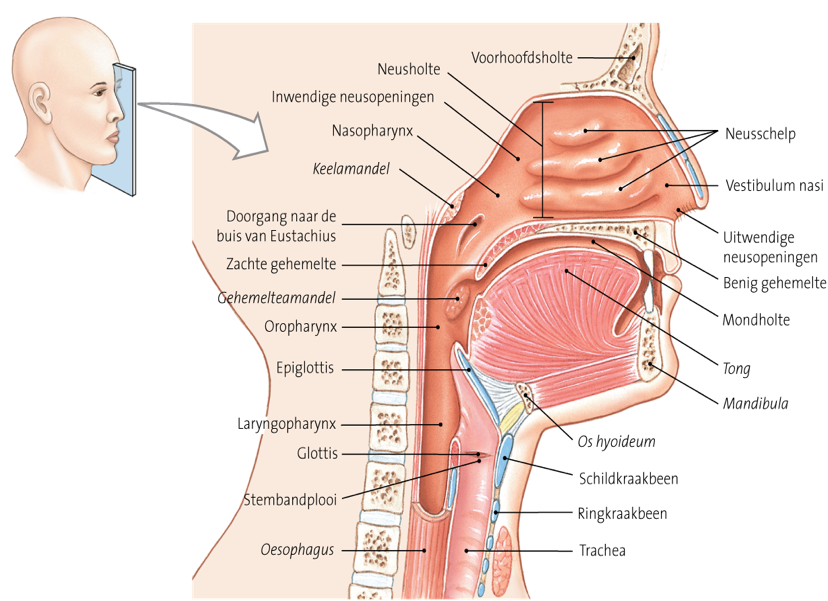 Voorhoofdsholte
Neusholte
Inwendige neusopeningen
Nasopharynx
Keelamandel
Doorgang naar de
buis van Eustachius
Zachte gehemelte
Gehemelteamandel
Oropharynx
Epiglottis
Laryngopharynx
Glottis
Stembandplooi
Oesophagus
Neusschelp
Vestibulum nasi
Uitwendige
neusopeningen
Benig gehemelte
Mondholte
Tong
Mandibula
Os hyoideum
Schildkraakbeen
Ringkraakbeen
Trachea